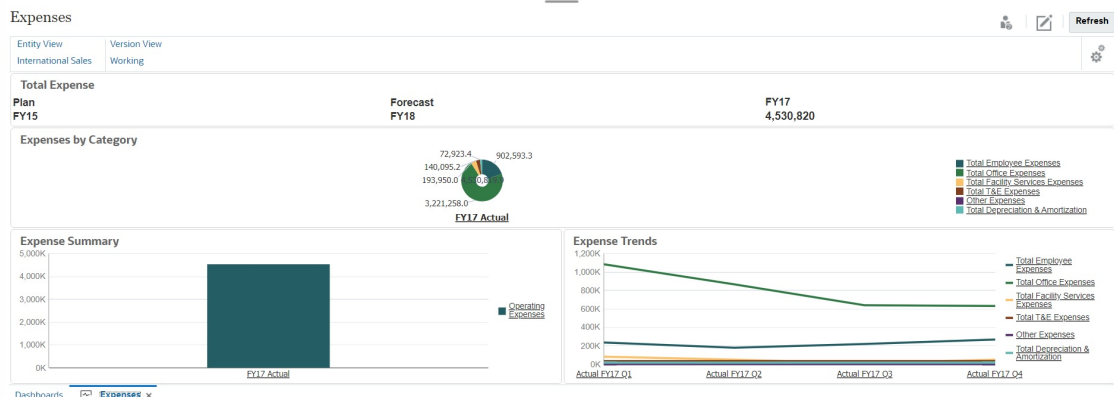 Expenses
Refresh
Entity View Version View
International Sales Working
Total Expense
Plan Forecast FY17
FY15 FY18 4,530,820
Expenses by Category
72,923.4 902,593.3
140,095.2
193,950.0
3,221,258.0
FY17 Actual
Total Employee Expenses
Total Office Expenses
Total Facility Services Expenses
Total T&E Expenses
Other Expenses
Total Depreciation & Amortization
Expense Summary
5,000K
4,000K
3,000K
2,000K
1,000K
0K
FY17 Actual
Operating
Expenses
Expense Trends
1,200K
1,000K
800K
600K
400K
200K
0K
Actual FY17 Q1 Actual FY17 Q2 Actual FY17 Q3 Actual FY17 Q4
Total Employee
Expenses
Total Office Expenses
Total Facility Services
Expenses
Total T&E Expenses
Other Expenses
Total Depreciation &
Amortization
Dashboards Expenses ×